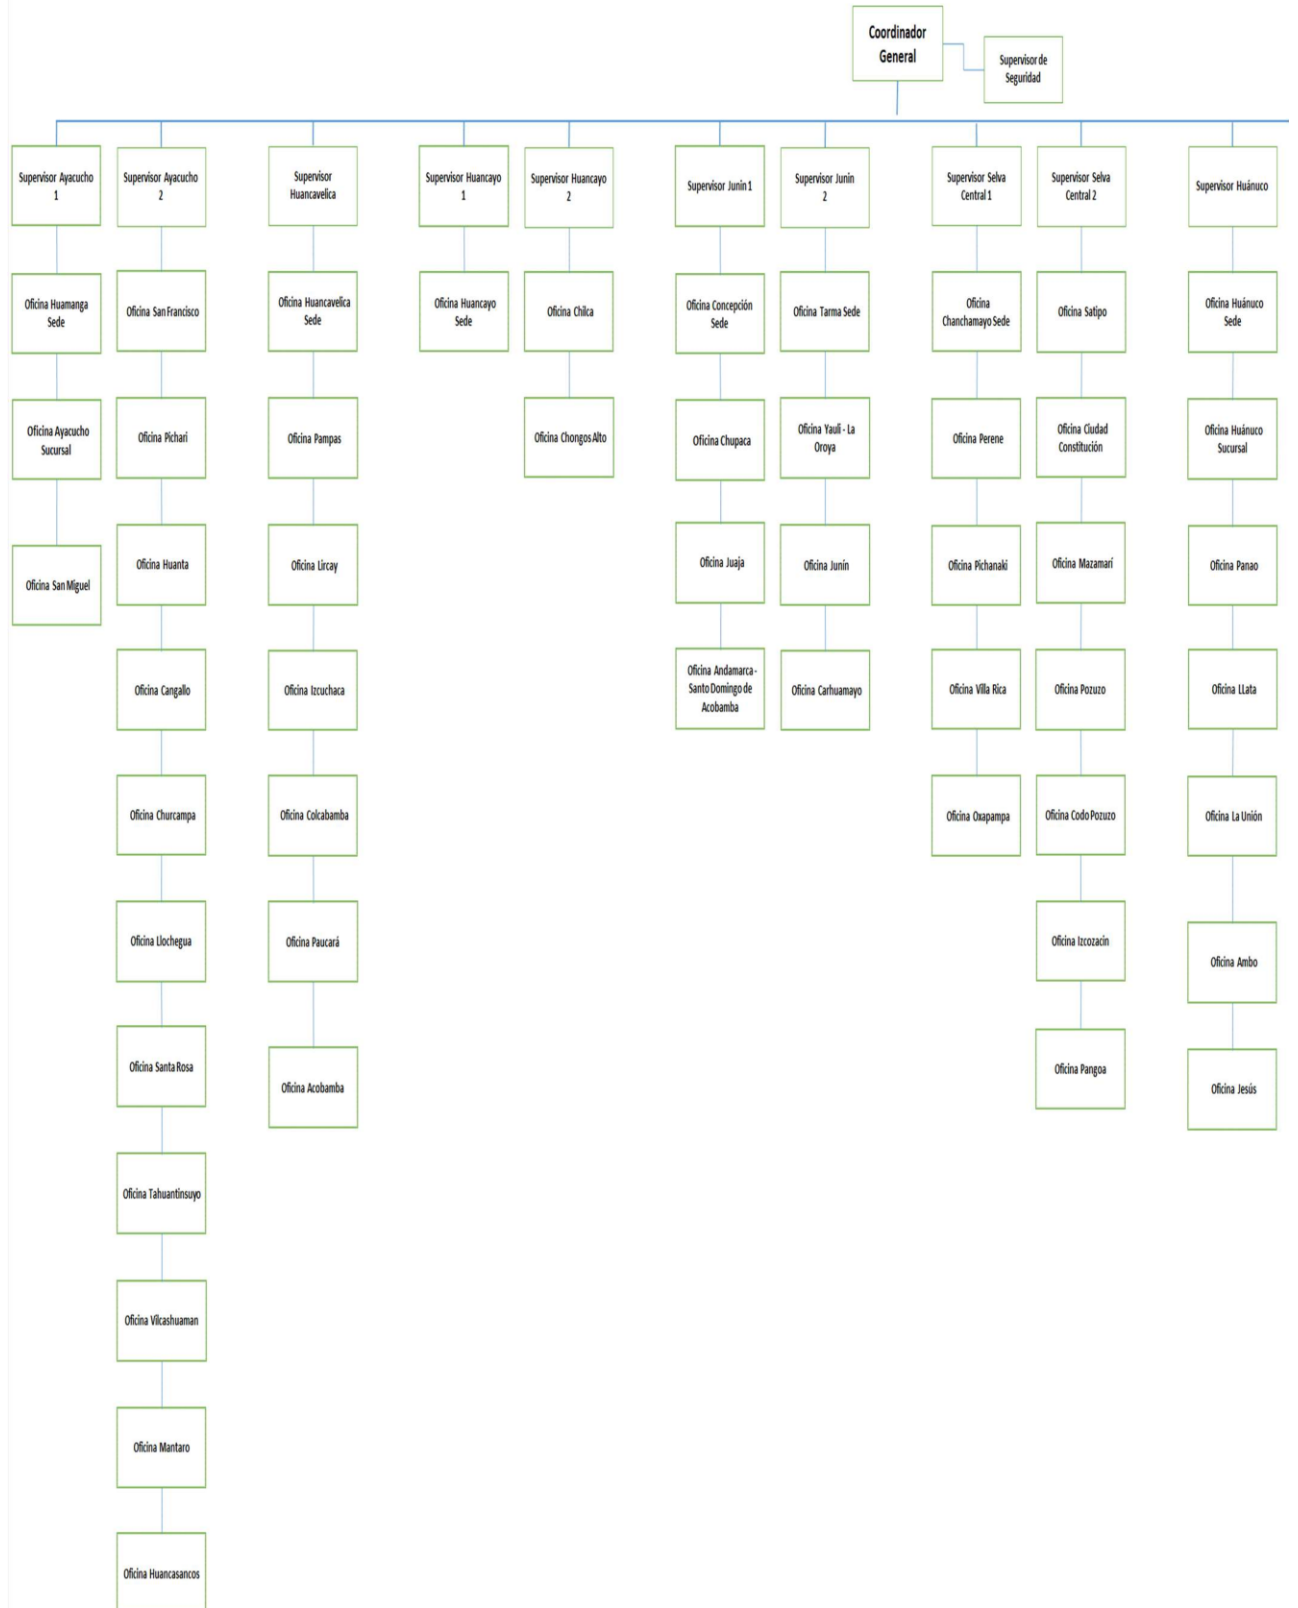 Coordinador
General
Supervisor de
Seguridad
Supervisor Ayacucho
1
Oficina Huamanga
Sede
Oficina Ayacucho
Sucursal
Oficina San Miguel
Supervisor Ayacucho
2
Oficina San Francisco
Oficina Pichari
Oficina Huanta
Oficina Cangallo
Oficina Churcampa
Oficina Llochegua
Oficina Santa Rosa
Oficina Tahuantinsuyo
Oficina Vilcashuaman
Oficina Mantaro
Oficina Huancasancos
Supervisor
Huancavelica
Oficina Huancavelica
Sede
Oficina Pampas
Oficina Lircay
Oficina Izcuchaca
Oficina Colcabamba
Oficina Paucará
Oficina Acobamba
Supervisor Huancayo
1
Oficina Huancayo
Sede
Supervisor Huancayo
2
Oficina Chilca
Oficina Chongos Alto
Supervisor Junin 1
Oficina Concepción
Sede
Oficina Chupaca
Oficina Juaja
Oficina Andamarca -
Santo Domingo de
Acobamba
Supervisor Junin
2
Oficina Tarma Sede
Oficina Yauli - La
Oroya
Oficina Junin
Oficina Carhuamayo
Supervisor Selva
Central 1
Oficina
Chanchamayo Sede
Oficina Perene
Oficina Pichanaki
Oficina Villa Rica
Oficina Oxapampa
Supervisor Selva
Central 2
Oficina Satipo
Oficina Ciudad
Constitución
Oficina Mazamarí
Oficina Pozuzo
Oficina Codo Pozuzo
Oficina Izcozacin
Oficina Pangoa
Supervisor Huánuco
Oficina Huánuco
Sede
Oficina Huánuco
Sucursal
Oficina Panao
Oficina LLata
Oficina La Unión
Oficina Ambo
Oficina Jesús